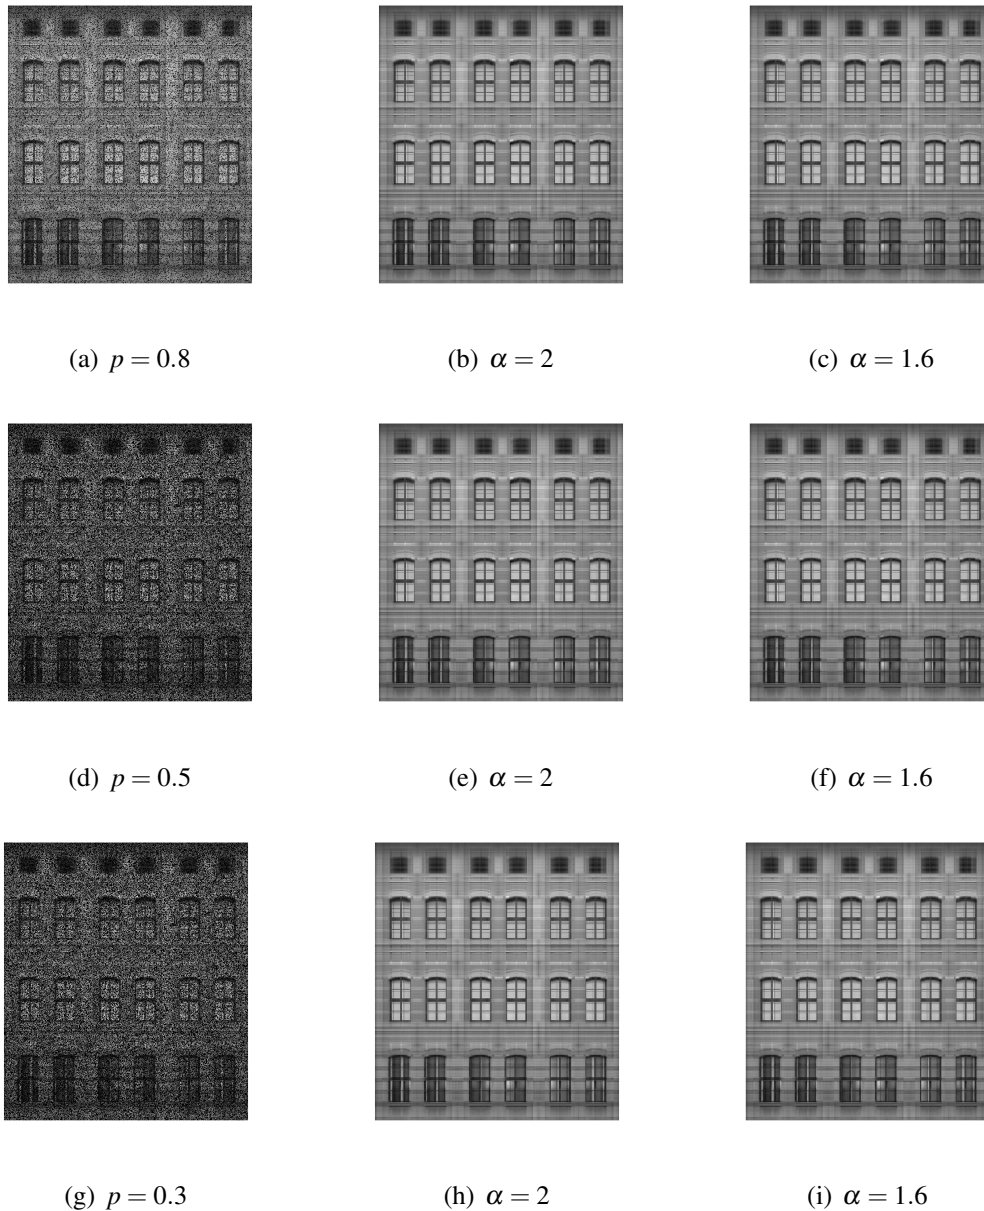 (a) p = 0.8
(b) α = 2
(c) α = 1.6
(d) p = 0.5
(e) α = 2
(f) α = 1.6
(g) p = 0.3
(h) α = 2
(i) α = 1.6